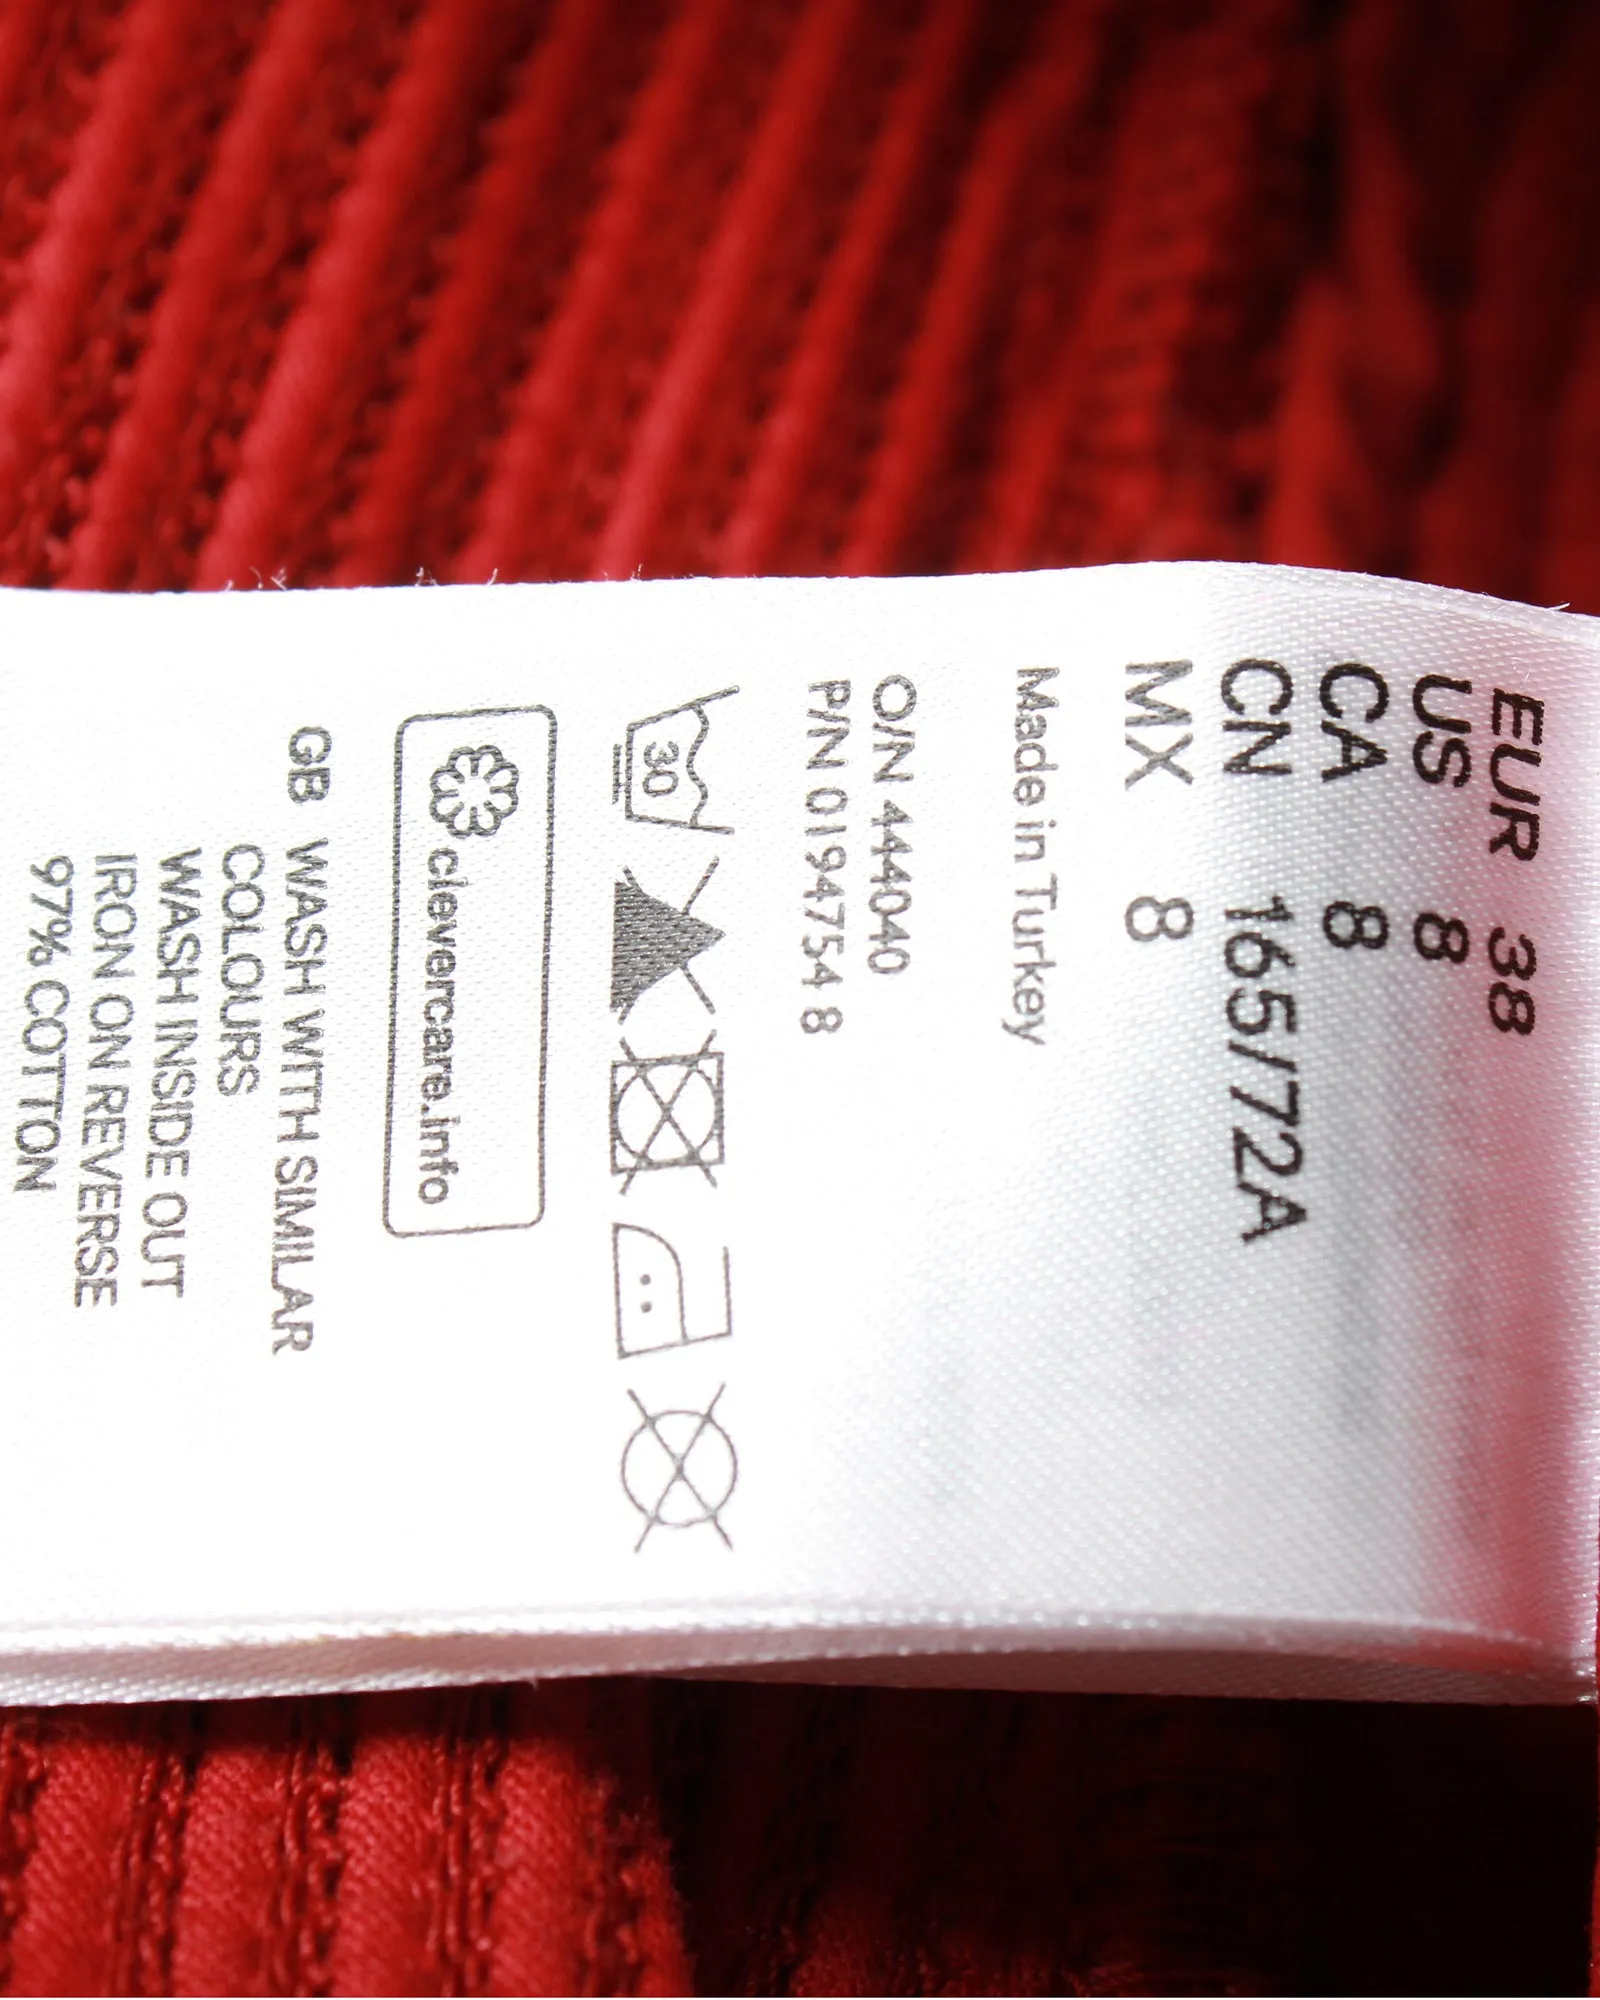 EUR 38
US 8
CA 8
CN 165/72A
MX 8
Made in Turkey
O/N 444040
P/N 0194754 8
30
clevercare.info
GB WASH WITH SIMILAR
COLOURS
WASH INSIDE OUT
IRON ON REVERSE
97% COTTON